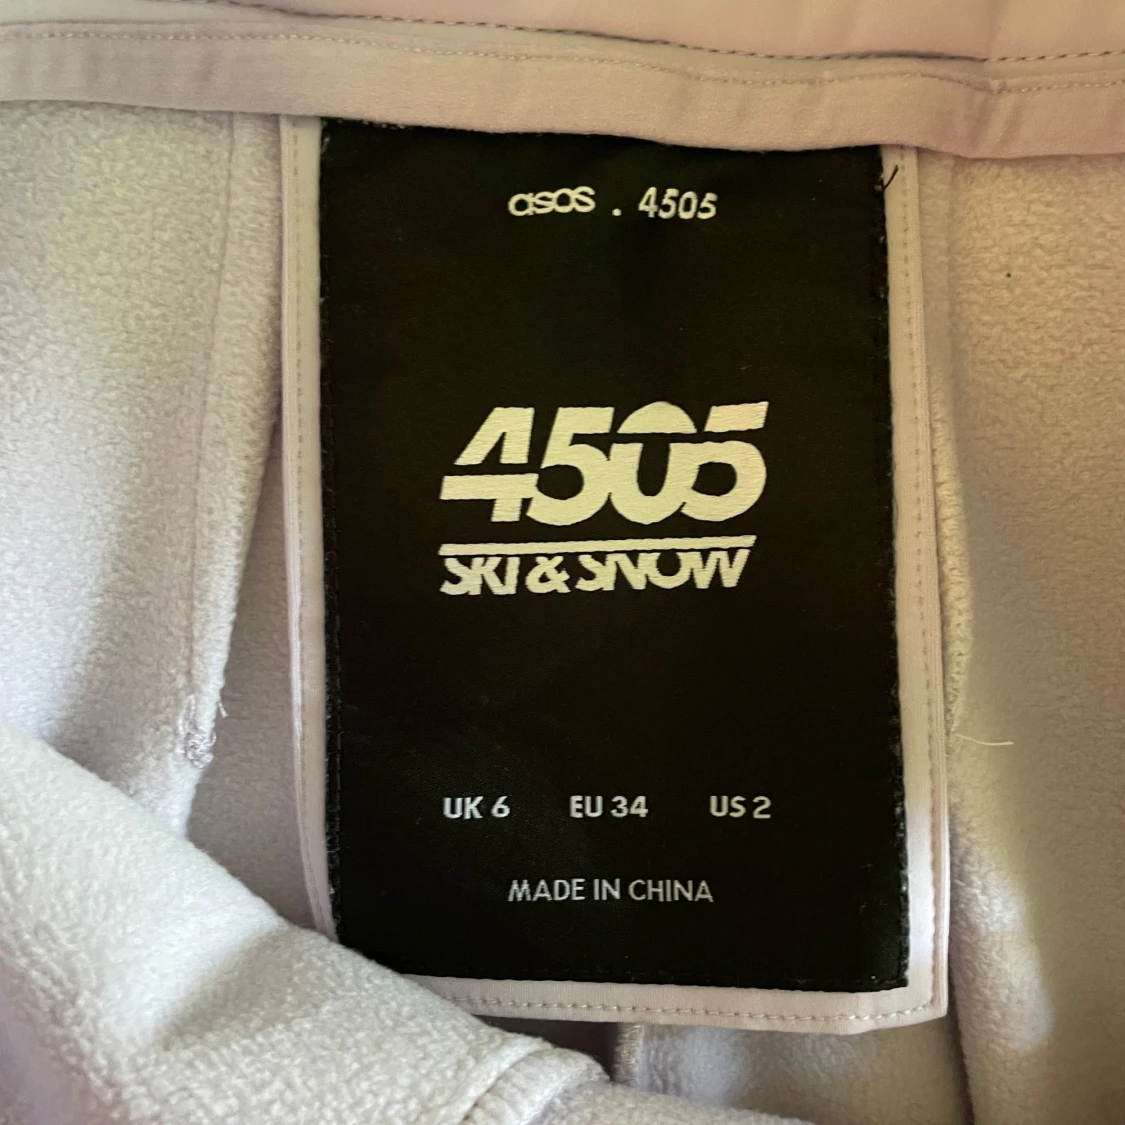 asos . 4505
4505
SKI & SNOW
UK 6 EU 34 US 2
MADE IN CHINA